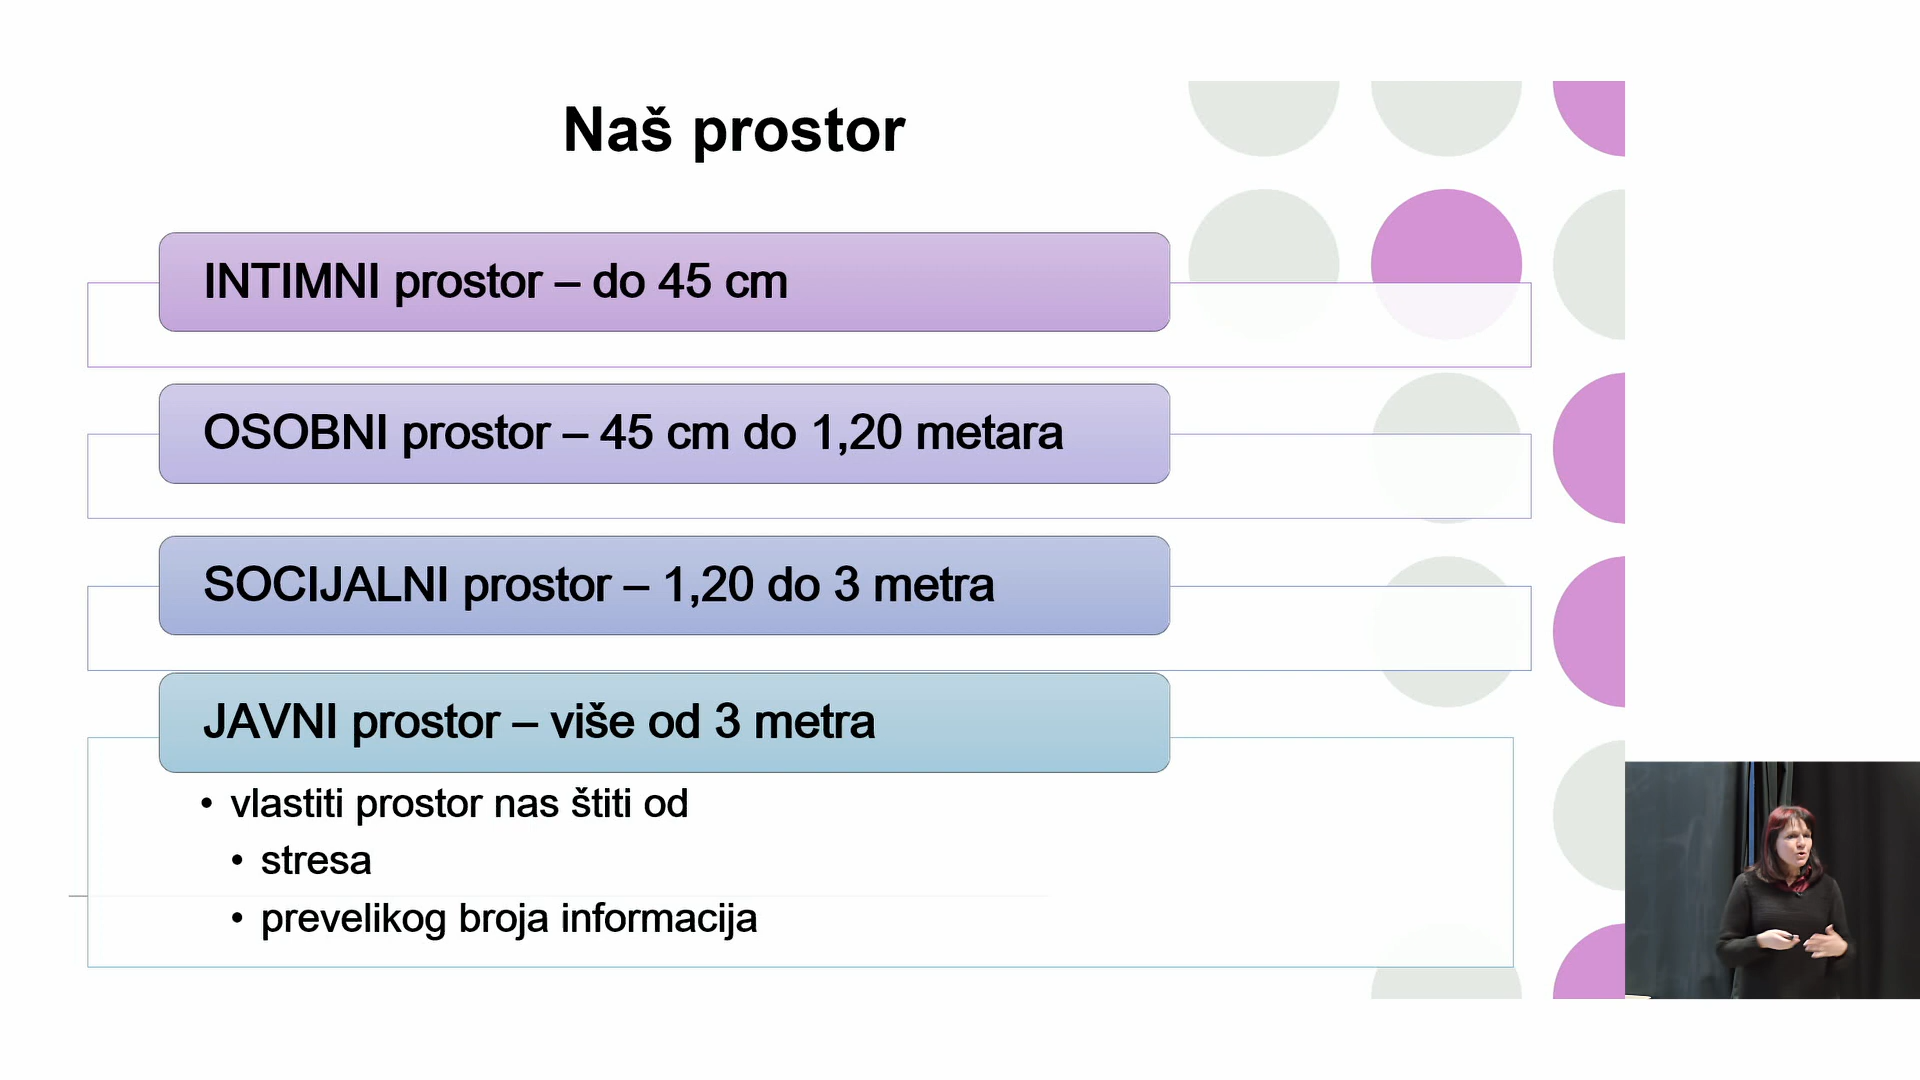 Naš prostor
INTIMNI prostor – do 45 cm
OSOBNI prostor – 45 cm do 1,20 metara
SOCIJALNI prostor – 1,20 do 3 metra
JAVNI prostor – više od 3 metra
• vlastiti prostor nas štiti od
• stresa
• prevelikog broja informacija